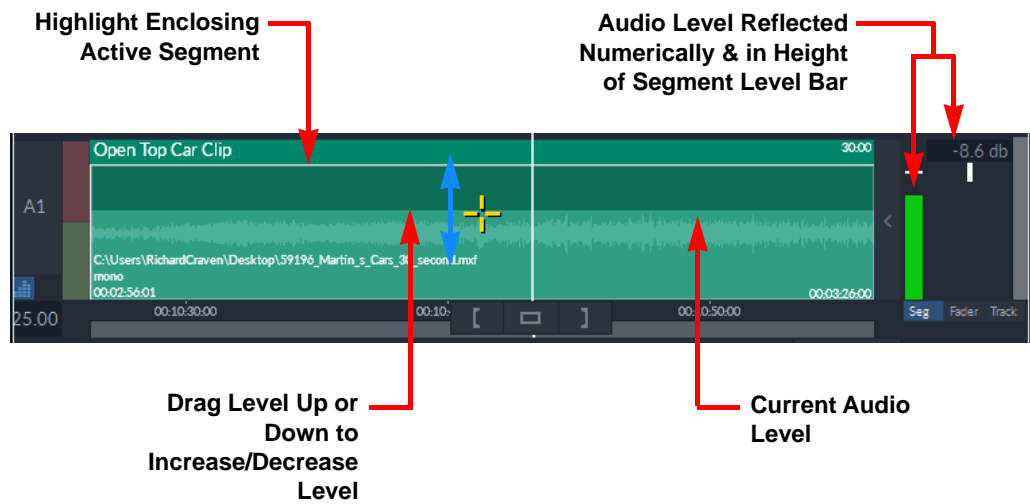 Highlight Enclosing
Active Segment
Audio Level Reflected
Numerically & in Height
of Segment Level Bar
Open Top Car Clip
30:00
-8.6 db
A1
C:\Users\RichardCraven\Desktop\59196_Martin_s_Cars_30_second.mxf
mono
00:02:56:01
00:03:26:00
25.00
00:10:30:00
00:10:
[
]
00:10:50:00
Seg
Fader
Track
Drag Level Up or
Down to
Increase/Decrease
Level
Current Audio
Level